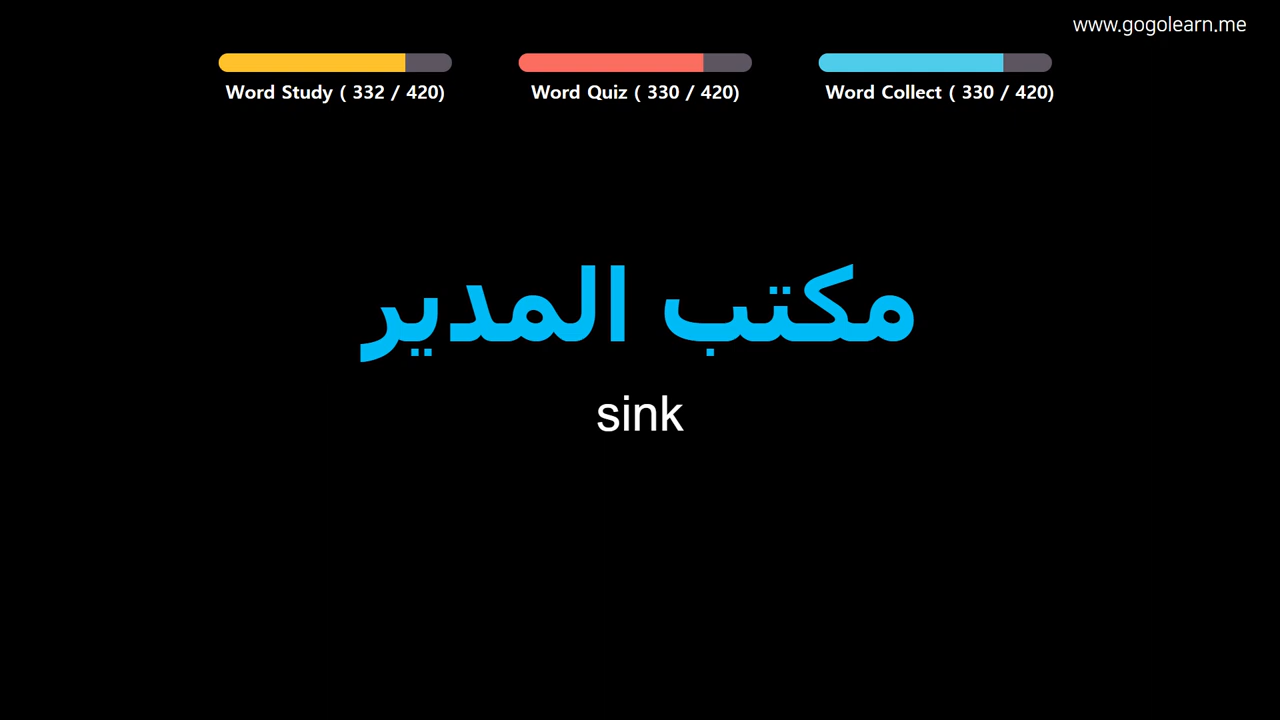 www.gogolearn.me
Word Study ( 332 / 420)
Word Quiz ( 330 / 420)
Word Collect ( 330 / 420)
مكتب المدير
sink